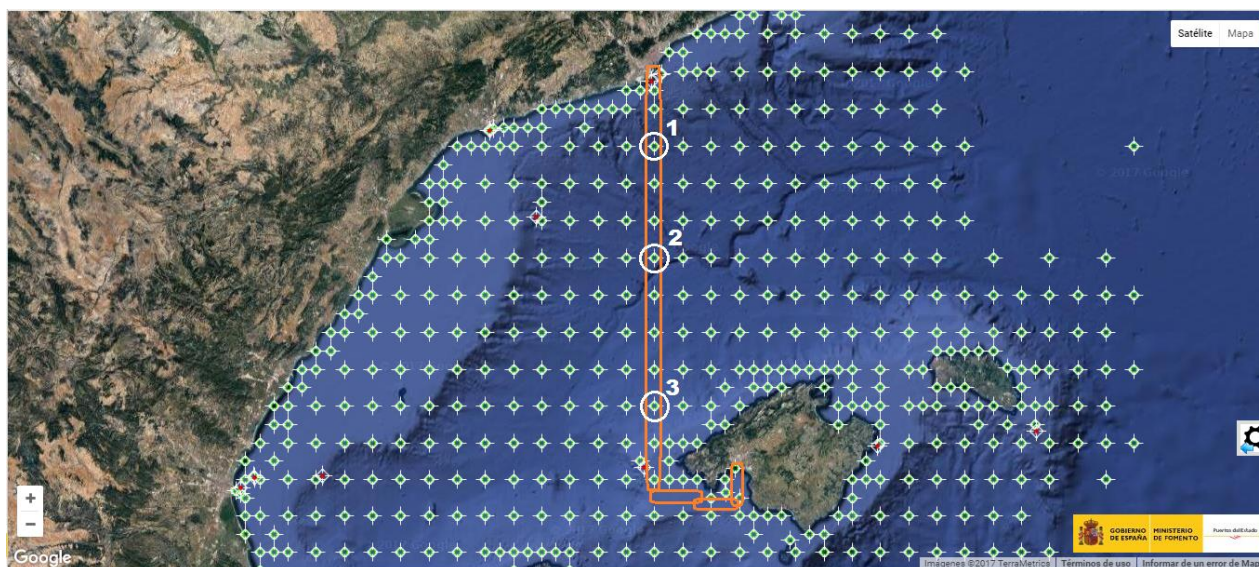 Satélite Mapa
1
© 2017 Google
2
3
+
−
GOBIERNO DE ESPAÑA
MINISTERIO DE FOMENTO
Puertos del Estado
Google
Imágenes ©2017 TerraMetrics Términos de uso Informar de un error de Ma